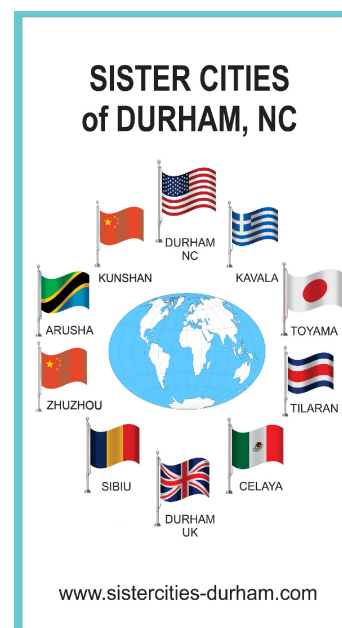 SISTER CITIES
of DURHAM, NC
DURHAM
NC
KUNSHAN
KAVALA
ARUSHA
TOYAMA
ZHUZHOU
TILARAN
SIBIU
CELAYA
DURHAM
UK
www.sistercities-durham.com